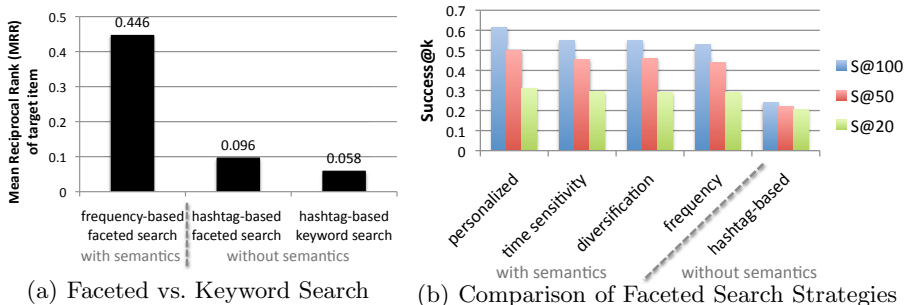 Mean Reciprocal Rank (MRR)
of target item
0.5
0.4
0.3
0.2
0.1
0
0.446
0.096
0.058
frequency-based
faceted search
hashtag-based
faceted search
hashtag-based
keyword search
with semantics
without semantics
(a) Faceted vs. Keyword Search
Success@k
0.7
0.6
0.5
0.4
0.3
0.2
0.1
0
S@100
S@50
S@20
personalized
time sensitivity
diversification
frequency
hashtag-based
with semantics
without semantics
(b) Comparison of Faceted Search Strategies